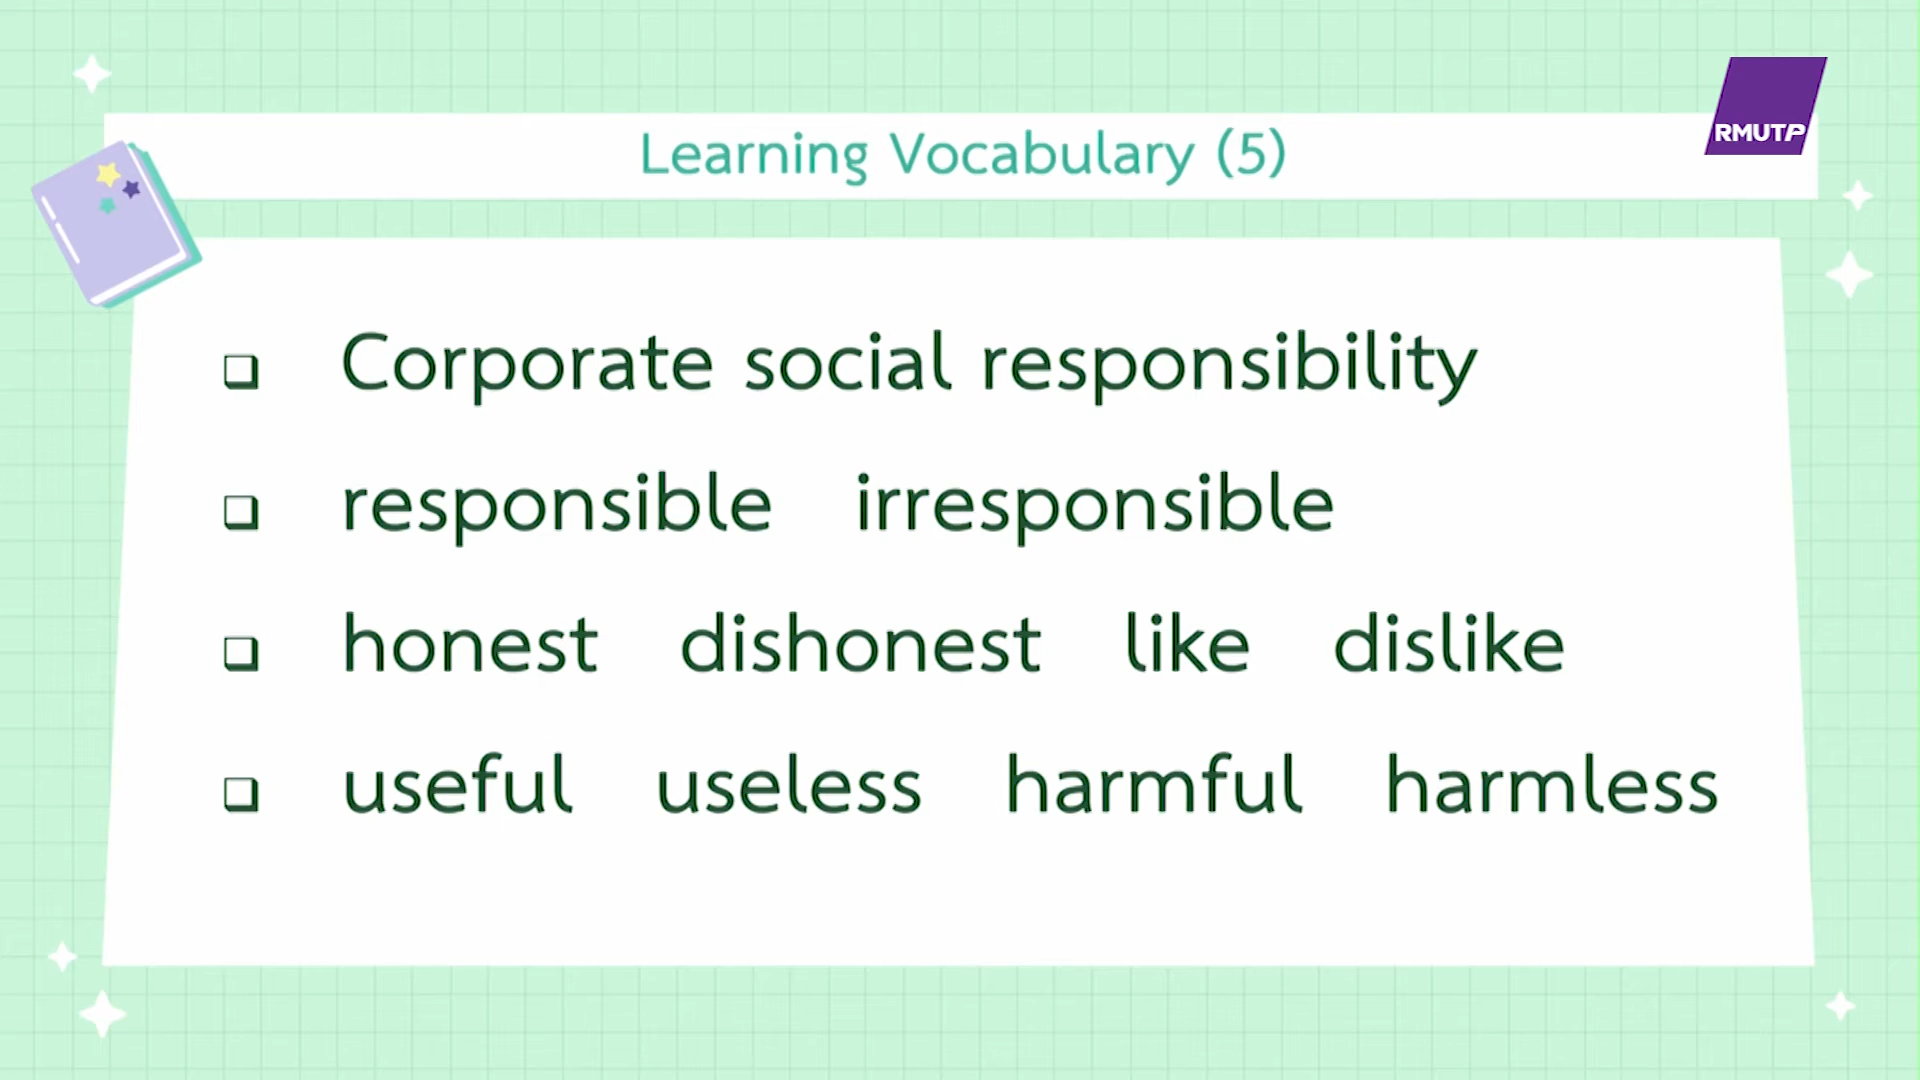 RMUTP
Learning Vocabulary (5)
❑ Corporate social responsibility
❑ responsible irresponsible
❑ honest dishonest like dislike
❑ useful useless harmful harmless